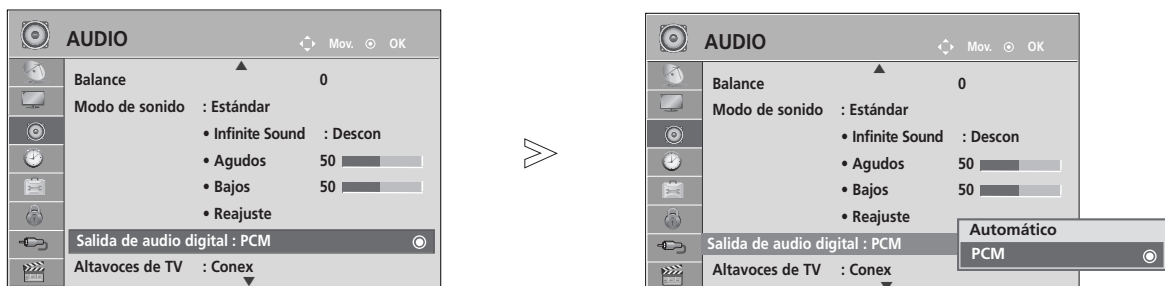 AUDIO Mov. OK
Balance 0
Modo de sonido : Estándar
• Infinite Sound : Descon
• Agudos 50
• Bajos 50
• Reajuste
Salida de audio digital : PCM
Altavoces de TV : Conex
AUDIO Mov. OK
Balance 0
Modo de sonido : Estándar
• Infinite Sound : Descon
• Agudos 50
• Bajos 50
• Reajuste
Salida de audio digital : PCM
Altavoces de TV : Conex
Automático
PCM